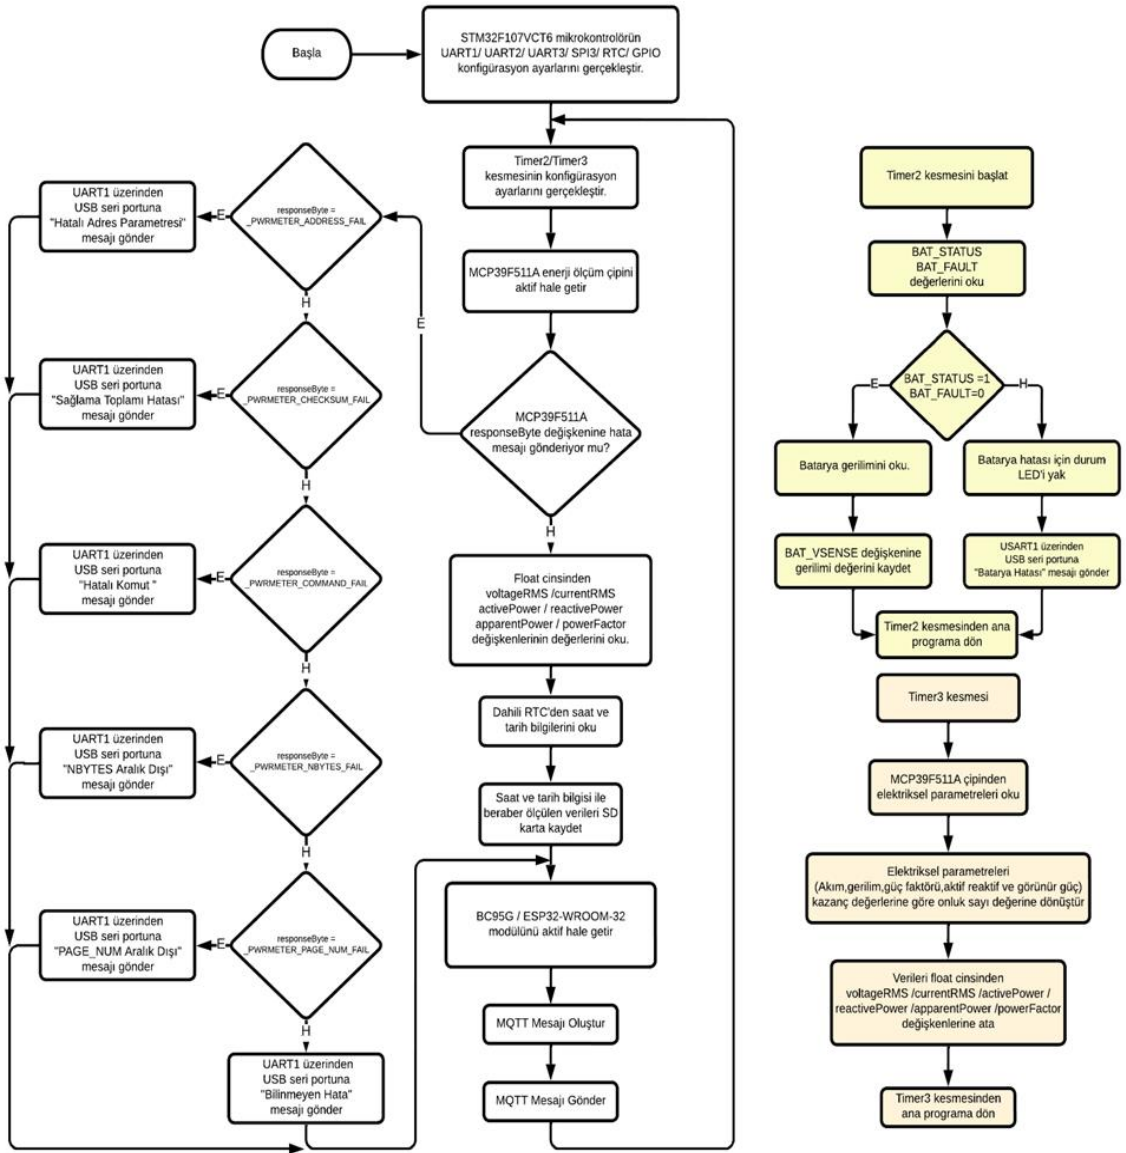 Başla
STM32F107VCT6 mikrokontrolörün
UART1/ UART2/ UART3/ SPI3/ RTC/ GPIO
konfigürasyon ayarlarını gerçekleştir.
Timer2/Timer3
kesmesinin konfigürasyon
ayarlarını gerçekleştir.
MCP39F511A enerji ölçüm çipini
aktif hale getir
MCP39F511A
responseByte değişkenine hata
mesajı gönderiyor mu?
E
H
responseByte =
_PWRMETER_ADDRESS_FAIL
E
UART1 üzerinden
USB seri portuna
"Hatalı Adres Parametresi"
mesajı gönder
H
responseByte =
_PWRMETER_CHECKSUM_FAIL
E
UART1 üzerinden
USB seri portuna
"Sağlama Toplamı Hatası"
mesajı gönder
H
responseByte =
_PWRMETER_COMMAND_FAIL
E
UART1 üzerinden
USB seri portuna
"Hatalı Komut "
mesajı gönder
H
responseByte =
_PWRMETER_NBYTES_FAIL
E
UART1 üzerinden
USB seri portuna
"NBYTES Aralık Dışı"
mesajı gönder
H
responseByte =
_PWRMETER_PAGE_NUM_FAIL
E
UART1 üzerinden
USB seri portuna
"PAGE_NUM Aralık Dışı"
mesajı gönder
H
UART1 üzerinden
USB seri portuna
"Bilinmeyen Hata"
mesajı gönder
Float cinsinden
voltageRMS /currentRMS
activePower / reactivePower
apparentPower / powerFactor
değişkenlerinin değerlerini oku.
Dahili RTC'den saat ve
tarih bilgilerini oku
Saat ve tarih bilgisi ile
beraber ölçülen verileri SD
karta kaydet
BC95G / ESP32-WROOM-32
modülünü aktif hale getir
MQTT Mesajı Oluştur
MQTT Mesajı Gönder
Timer2 kesmesini başlat
BAT_STATUS
BAT_FAULT
değerlerini oku
BAT_STATUS =1
BAT_FAULT=0
E
H
Batarya gerilimini oku.
Batarya hatası için durum
LED'i yak
BAT_VSENSE değişkenine
gerilimi değerini kaydet
USART1 üzerinden
USB seri portuna
"Batarya Hatası" mesajı gönder
Timer2 kesmesinden ana
programa dön
Timer3 kesmesi
MCP39F511A çipinden
elektriksel parametreleri oku
Elektriksel parametreleri
(Akım,gerilim,güç faktörü,aktif reaktif ve görünür güç)
kazanç değerlerine göre onluk sayı değerine dönüştür
Verileri float cinsinden
voltageRMS /currentRMS /activePower /
reactivePower /apparentPower /powerFactor
değişkenlerine ata
Timer3 kesmesinden
ana programa dön